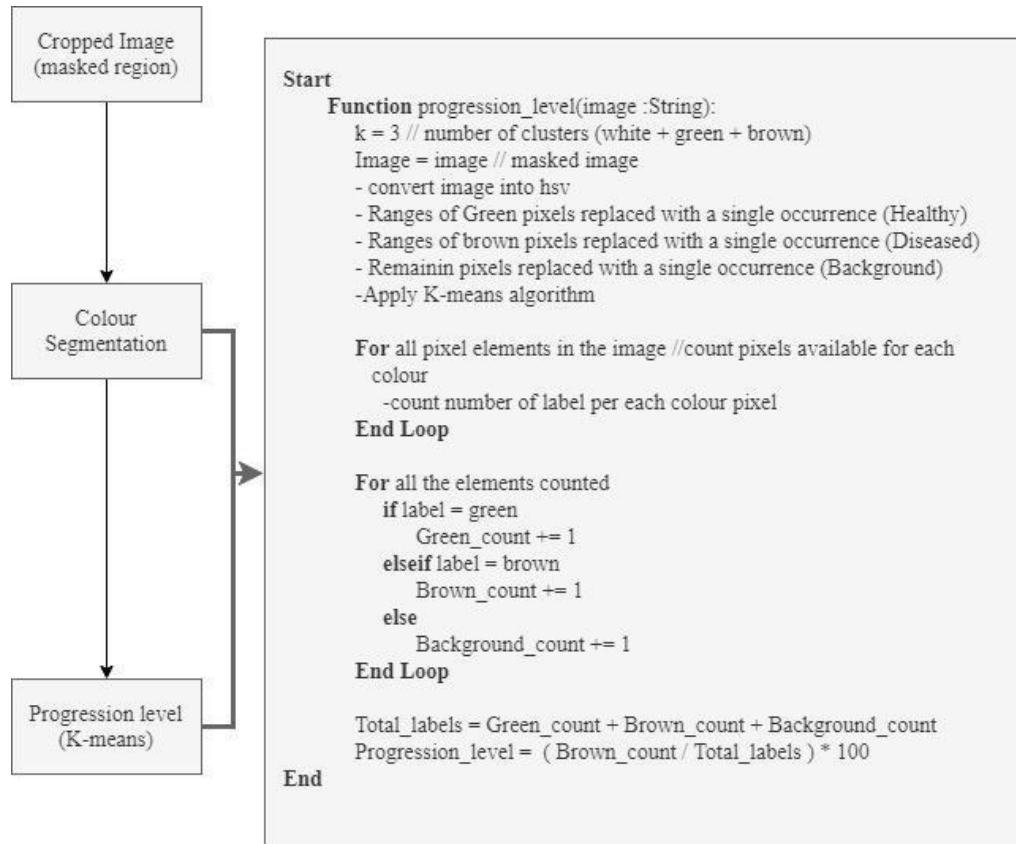 Cropped Image
(masked region)
Colour
Segmentation
Progression level
(K-means)
Start
Function progression_level(image :String):
k = 3 // number of clusters (white + green + brown)
Image = image // masked image
- convert image into hsv
- Ranges of Green pixels replaced with a single occurrence (Healthy)
- Ranges of brown pixels replaced with a single occurrence (Diseased)
- Remainin pixels replaced with a single occurrence (Background)
-Apply K-means algorithm
For all pixel elements in the image //count pixels available for each
colour
-count number of label per each colour pixel
End Loop
For all the elements counted
if label = green
Green_count += 1
elseif label = brown
Brown_count += 1
else
Background_count += 1
End Loop
Total_labels = Green_count + Brown_count + Background_count
Progression_level = ( Brown_count / Total_labels ) * 100
End